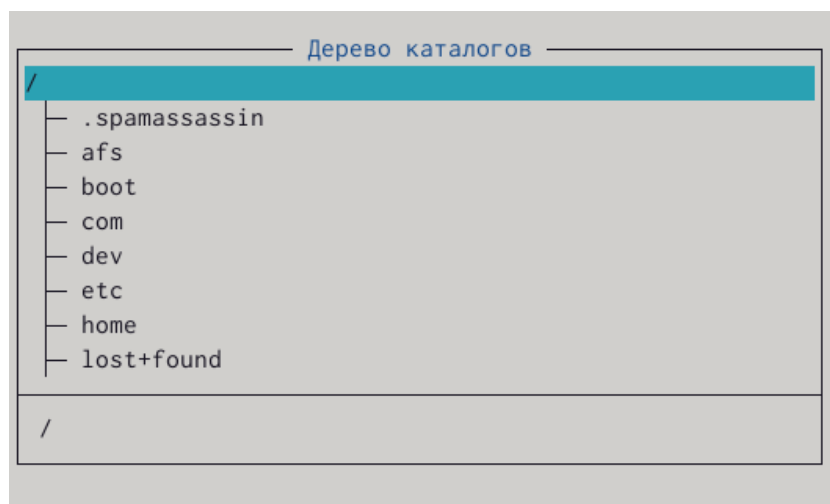 Дерево каталогов
/
.spamassassin
afs
boot
com
dev
etc
home
lost+found
/